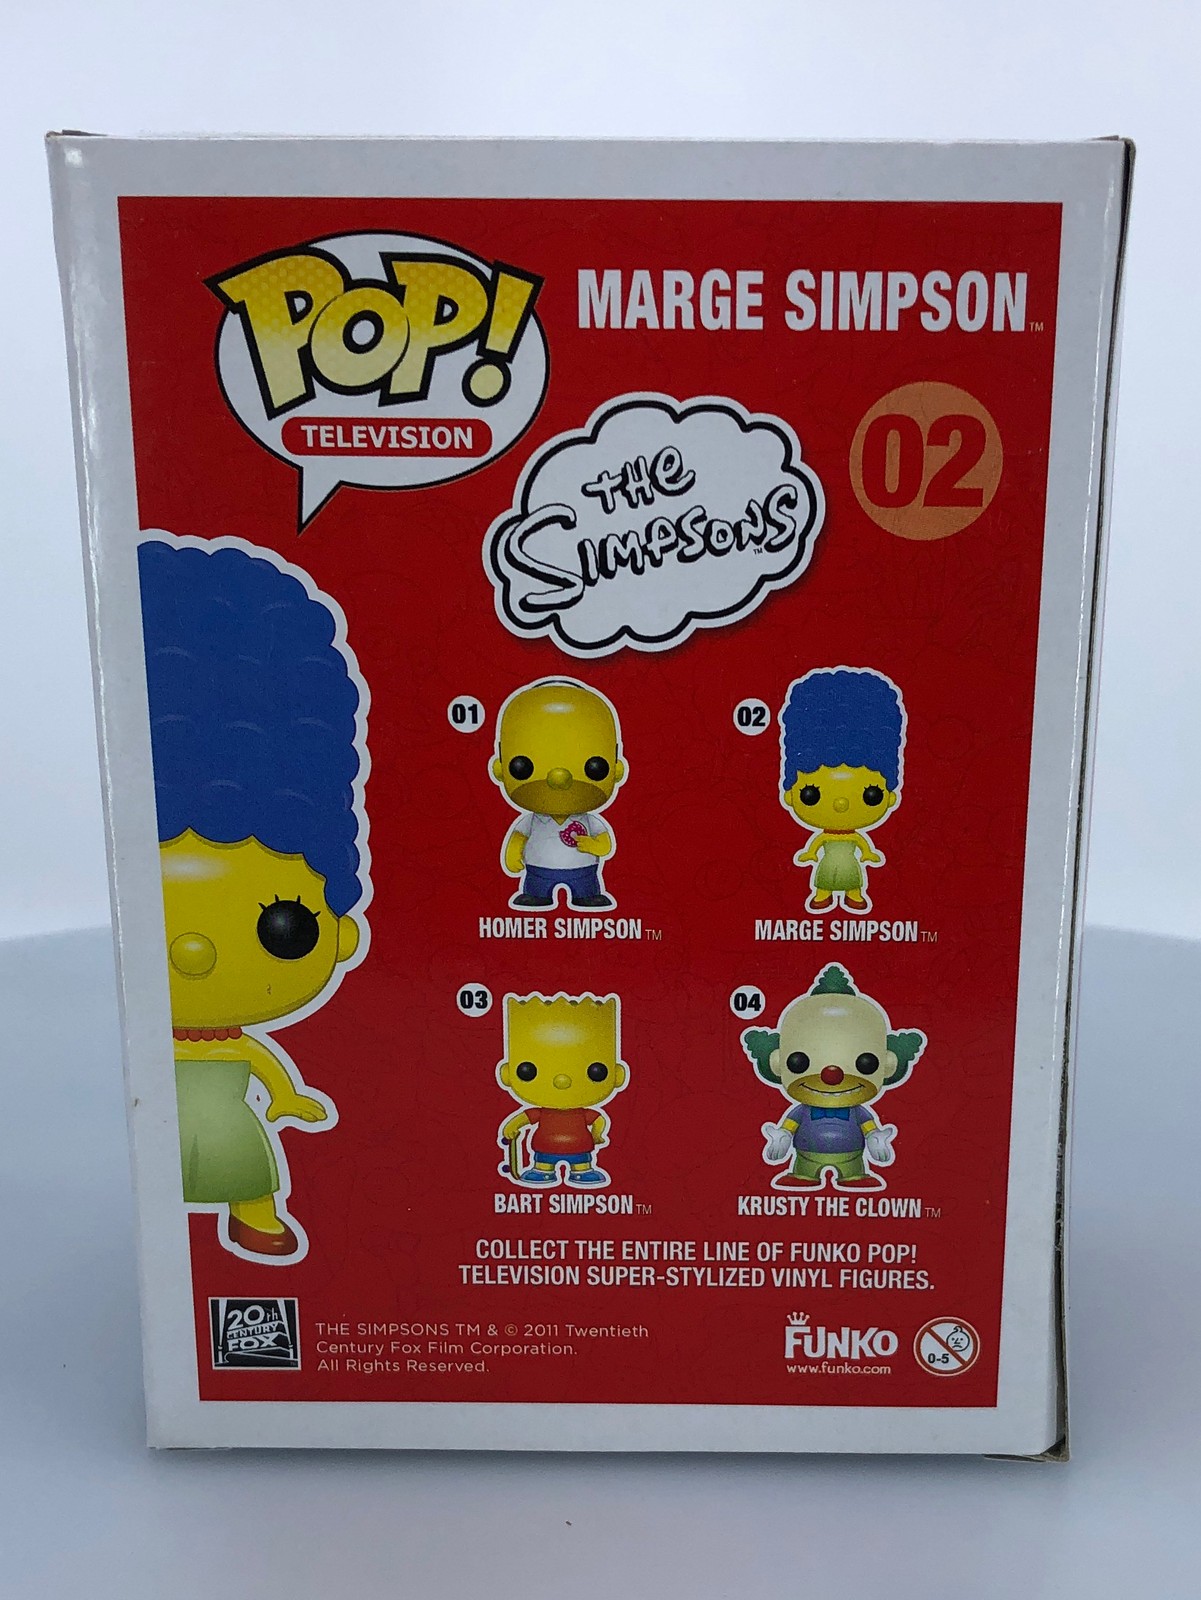 POP!
TELEVISION
MARGE SIMPSON™
02
THE
SIMPSONS™
01
HOMER SIMPSON™
02
MARGE SIMPSON™
03
BART SIMPSON™
04
KRUSTY THE CLOWN™
COLLECT THE ENTIRE LINE OF FUNKO POP!
TELEVISION SUPER-STYLIZED VINYL FIGURES.
20th
CENTURY
FOX
THE SIMPSONS TM & © 2011 Twentieth
Century Fox Film Corporation.
All Rights Reserved.
FUNKO
www.funko.com
0-5